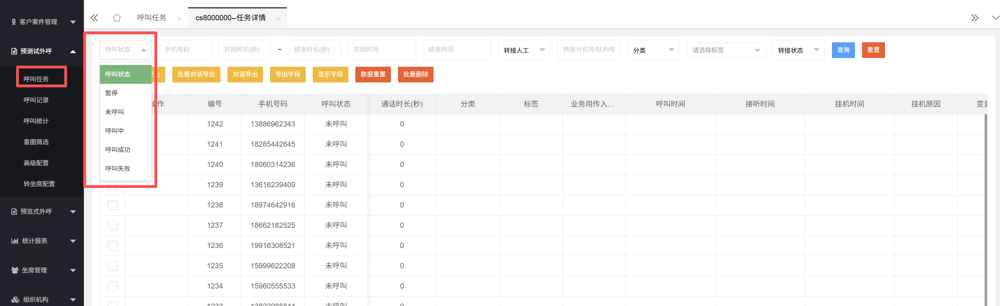 客户案件管理
预测试外呼
呼叫任务
呼叫记录
呼叫统计
意图筛选
高级配置
转坐席配置
预览式外呼
统计报表
坐席管理
组织机构
呼叫任务
cs8000000--任务详情
呼叫状态 手机号码 开始时长(秒) ~ 结束时长(秒) 开始时间 结束时间 转接人工 转接分机号/队列号 分类 请选择标签 转接状态 查询 重置
呼叫状态
暂停
未呼叫
呼叫中
呼叫成功
呼叫失败
出 批量对话导出 对话导出 导出字段 显示字段 数据重置 批量删除
操作 编号 手机号码 呼叫状态 通话时长(秒) 分类 标签 业务用传入... 呼叫时间 接听时间 挂机时间 挂机原因 变量
1242 13886962343 未呼叫 0
1241 18285442645 未呼叫 0
1240 18060314236 未呼叫 0
1239 13616239409 未呼叫 0
1238 18974642916 未呼叫 0
1237 18662182525 未呼叫 0
1236 19916308521 未呼叫 0
1235 15999622208 未呼叫 0
1234 15960555533 未呼叫 0
1233 13822088844 未呼叫 0